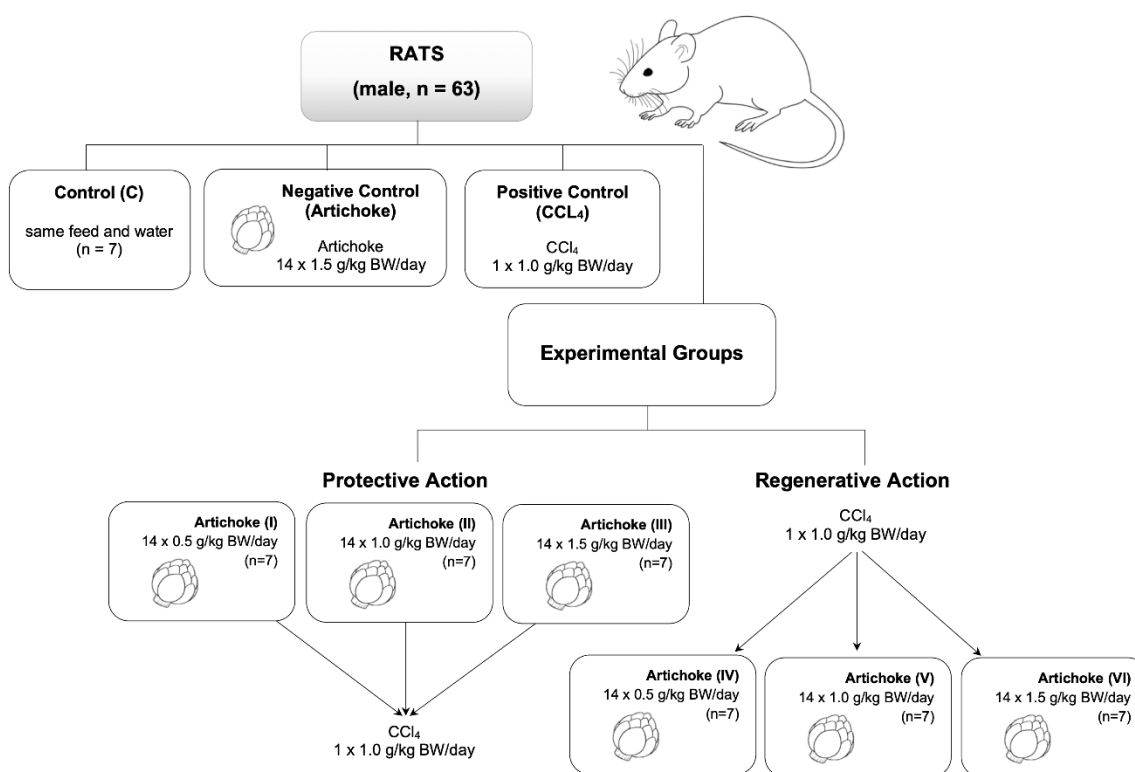 RATS
(male, n = 63)
Control (C)
same feed and water
(n = 7)
Negative Control
(Artichoke)
Artichoke
14 x 1.5 g/kg BW/day
Positive Control
(CCL₄)
CCl₄
1 x 1.0 g/kg BW/day
Experimental Groups
Protective Action
Artichoke (I)
14 x 0.5 g/kg BW/day
(n=7)
Artichoke (II)
14 x 1.0 g/kg BW/day
(n=7)
Artichoke (III)
14 x 1.5 g/kg BW/day
(n=7)
CCl₄
1 x 1.0 g/kg BW/day
Regenerative Action
CCl₄
1 x 1.0 g/kg BW/day
Artichoke (IV)
14 x 0.5 g/kg BW/day
(n=7)
Artichoke (V)
14 x 1.0 g/kg BW/day
(n=7)
Artichoke (VI)
14 x 1.5 g/kg BW/day
(n=7)